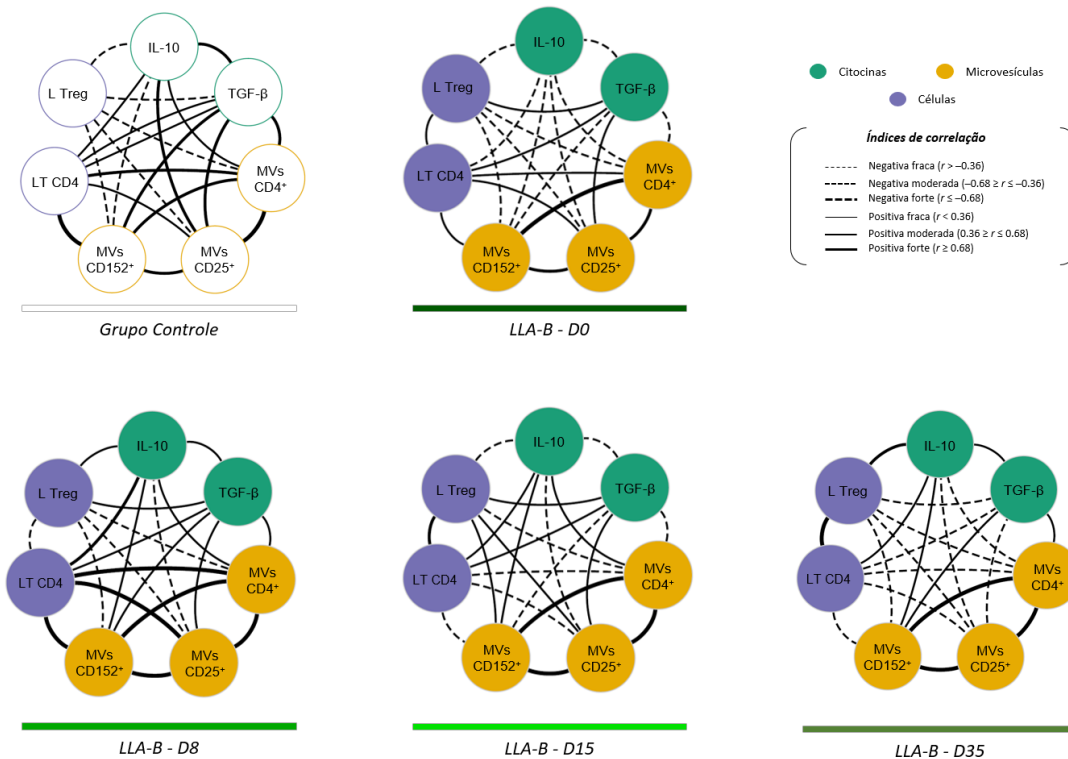 IL-10
L Treg
TGF-β
LT CD4
MVs
CD4⁺
MVs
CD152⁺
MVs
CD25⁺
Grupo Controle
IL-10
L Treg
TGF-β
LT CD4
MVs
CD4⁺
MVs
CD152⁺
MVs
CD25⁺
LLA-B - D0
Citocinas
Microvesículas
Células
Índices de correlação
Negativa fraca (r > –0.36)
Negativa moderada (–0.68 ≥ r ≤ –0.36)
Negativa forte (r ≤ –0.68)
Positiva fraca (r < 0.36)
Positiva moderada (0.36 ≥ r ≤ 0.68)
Positiva forte (r ≥ 0.68)
IL-10
L Treg
TGF-β
LT CD4
MVs
CD4⁺
MVs
CD152⁺
MVs
CD25⁺
LLA-B - D8
IL-10
L Treg
TGF-β
LT CD4
MVs
CD4⁺
MVs
CD152⁺
MVs
CD25⁺
LLA-B - D15
IL-10
L Treg
TGF-β
LT CD4
MVs
CD4⁺
MVs
CD152⁺
MVs
CD25⁺
LLA-B - D35